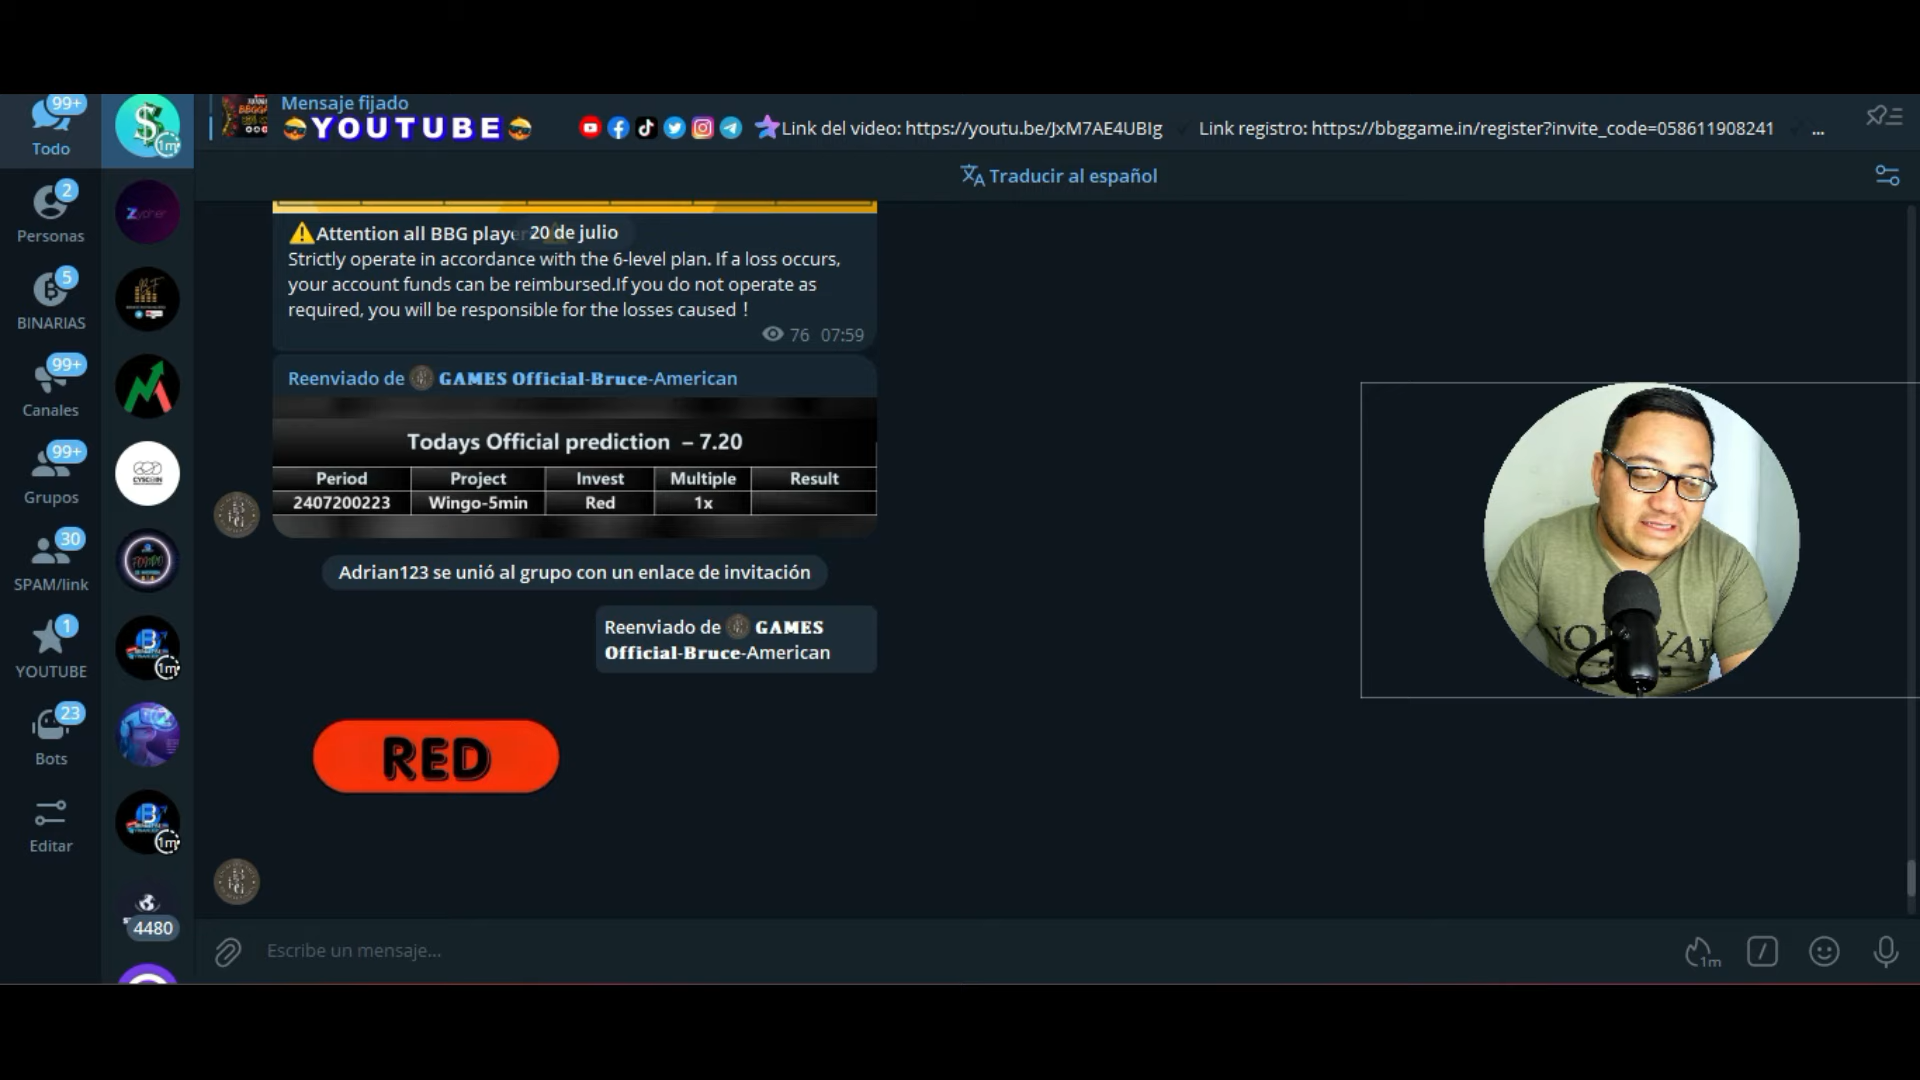 99+
Todo
2
Personas
5
BINARIAS
99+
Canales
99+
Grupos
30
SPAM/link
1
YOUTUBE
23
Bots
Editar
1m
Zypher
CYSCOIN
1m
1m
4480
Mensaje fijado
YOUTUBE Link del video: https://youtu.be/JxM7AE4UBIg Link registro: https://bbggame.in/register?invite_code=058611908241 ...
Traducir al español
20 de julio
Attention all BBG playe
Strictly operate in accordance with the 6-level plan. If a loss occurs,
your account funds can be reimbursed.If you do not operate as
required, you will be responsible for the losses caused !
76 07:59
Reenviado de GAMES Official-Bruce-American
Todays Official prediction – 7.20
Period Project Invest Multiple Result
2407200223 Wingo-5min Red 1x
Adrian123 se unió al grupo con un enlace de invitación
Reenviado de GAMES
Official-Bruce-American
RED
Escribe un mensaje...
1m